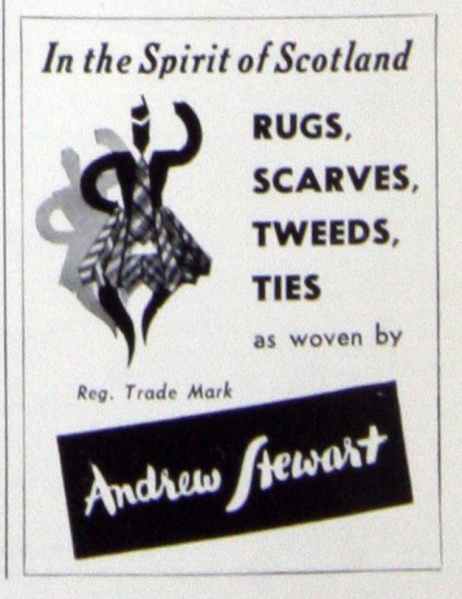 In the Spirit of Scotland
RUGS,
SCARVES,
TWEEDS,
TIES
as woven by
Reg. Trade Mark
Andrew Stewart